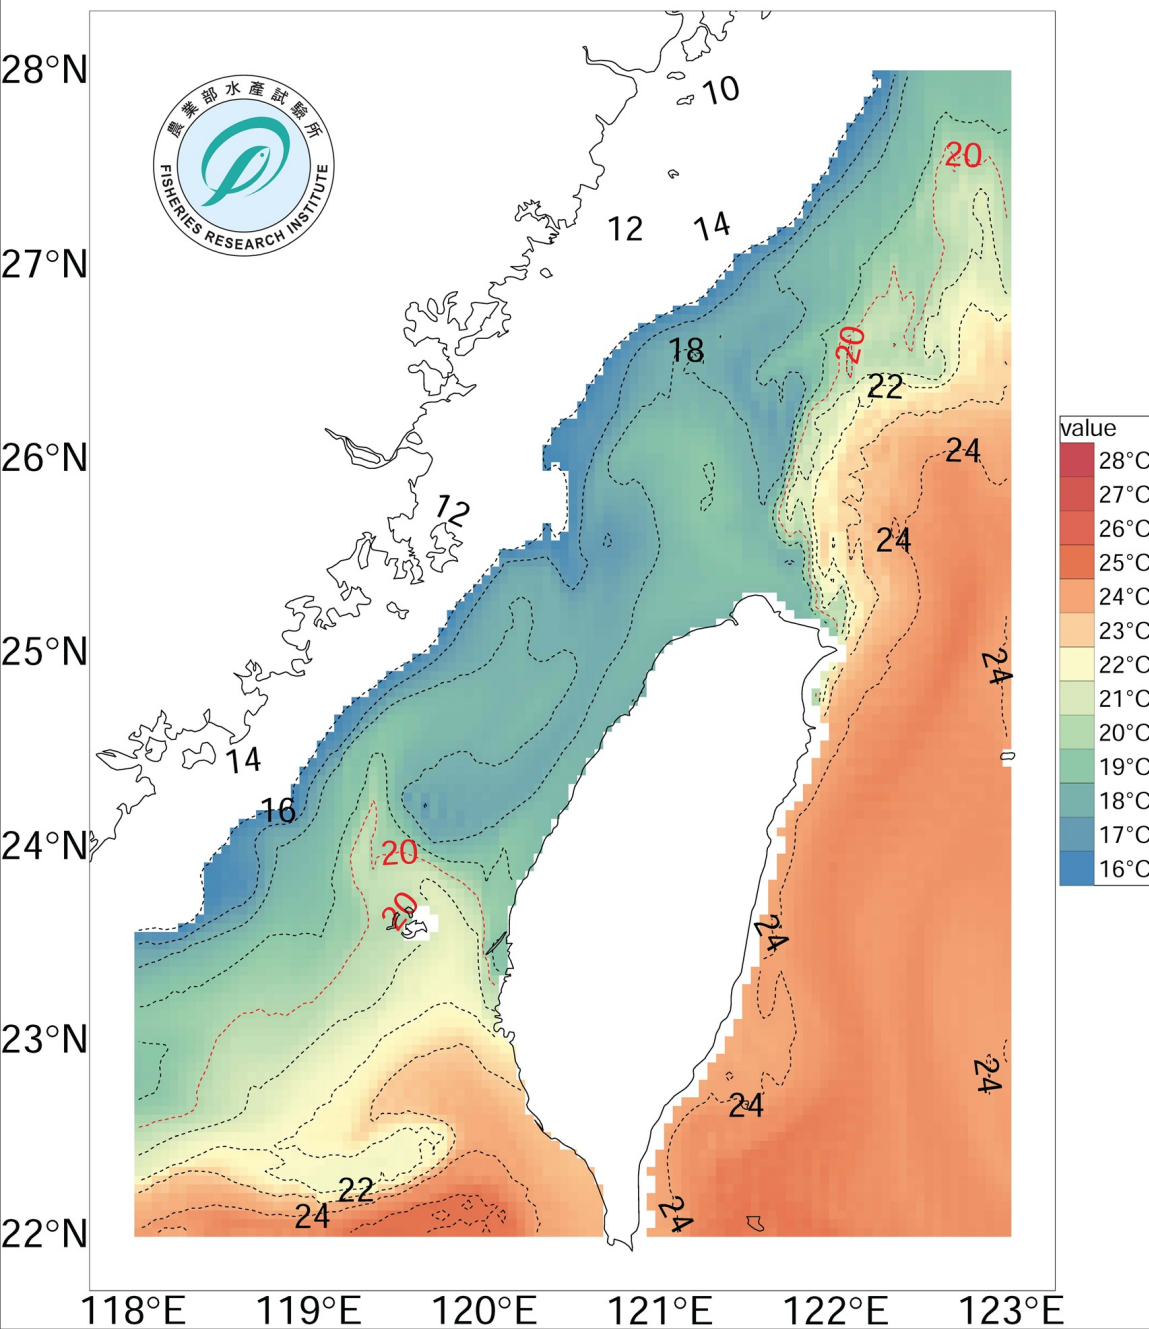 28°N
27°N
26°N
25°N
24°N
23°N
22°N
118°E 119°E 120°E 121°E 122°E 123°E
農業部水產試驗所
FISHERIES RESEARCH INSTITUTE
10
20
12
14
20
18
22
24
12
24
24
14
16
20
20
24
24
24
22
24
24
value
28°C
27°C
26°C
25°C
24°C
23°C
22°C
21°C
20°C
19°C
18°C
17°C
16°C